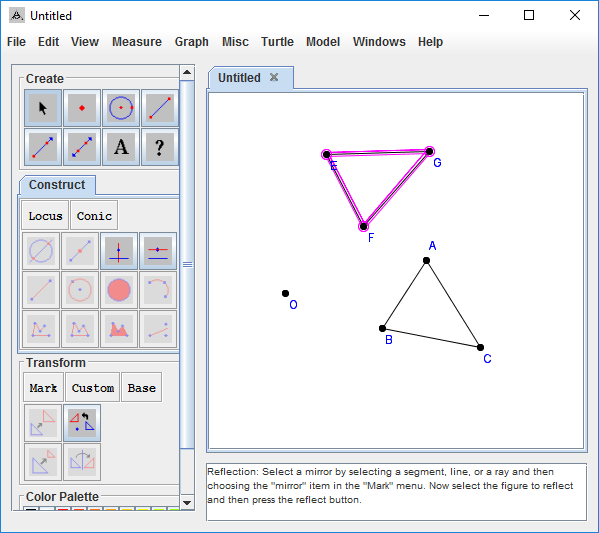 Untitled
File Edit View Measure Graph Misc Turtle Model Windows Help
Create
A ?
Construct
Locus Conic
Transform
Mark Custom Base
Color Palette
Untitled
E
G
F
A
O
B
C
Reflection: Select a mirror by selecting a segment, line, or a ray and then
choosing the "mirror" item in the "Mark" menu. Now select the figure to reflect
and then press the reflect button.